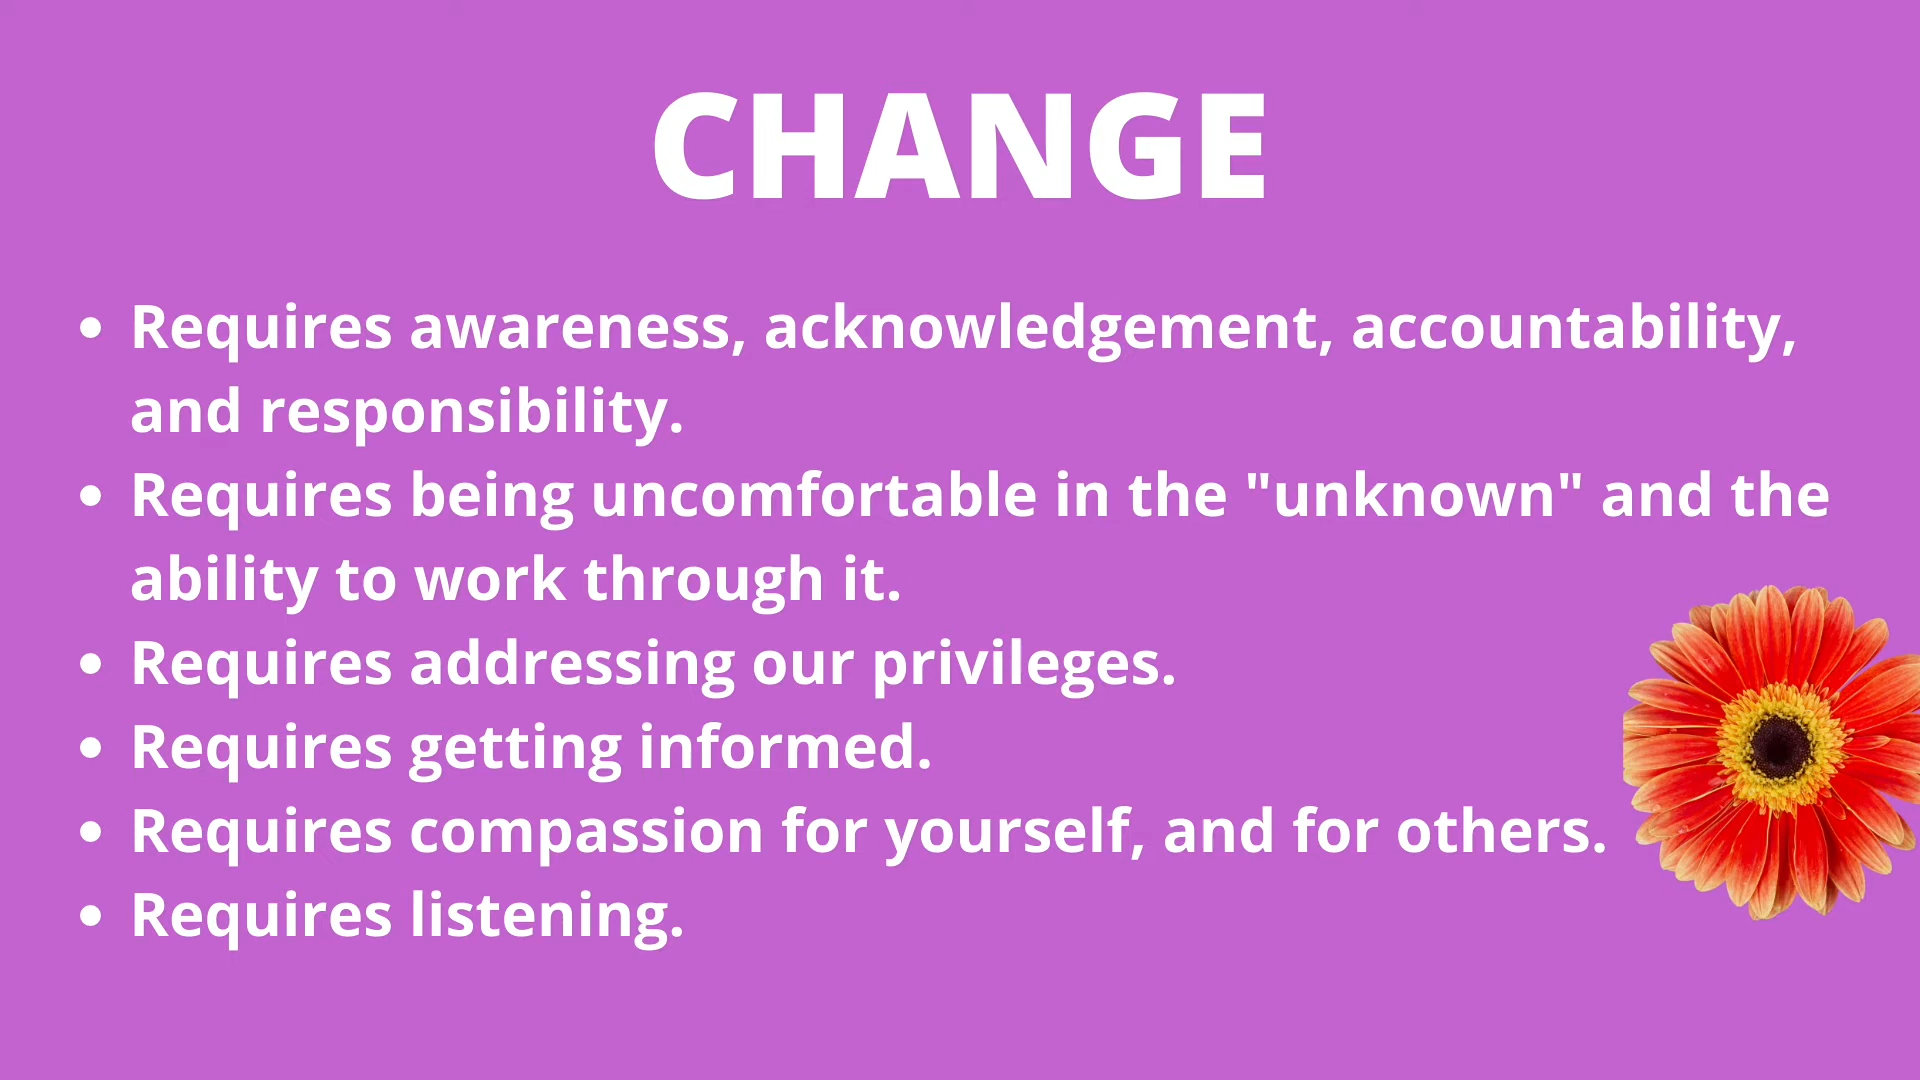 CHANGE
• Requires awareness, acknowledgement, accountability,
and responsibility.
• Requires being uncomfortable in the "unknown" and the
ability to work through it.
• Requires addressing our privileges.
• Requires getting informed.
• Requires compassion for yourself, and for others.
• Requires listening.